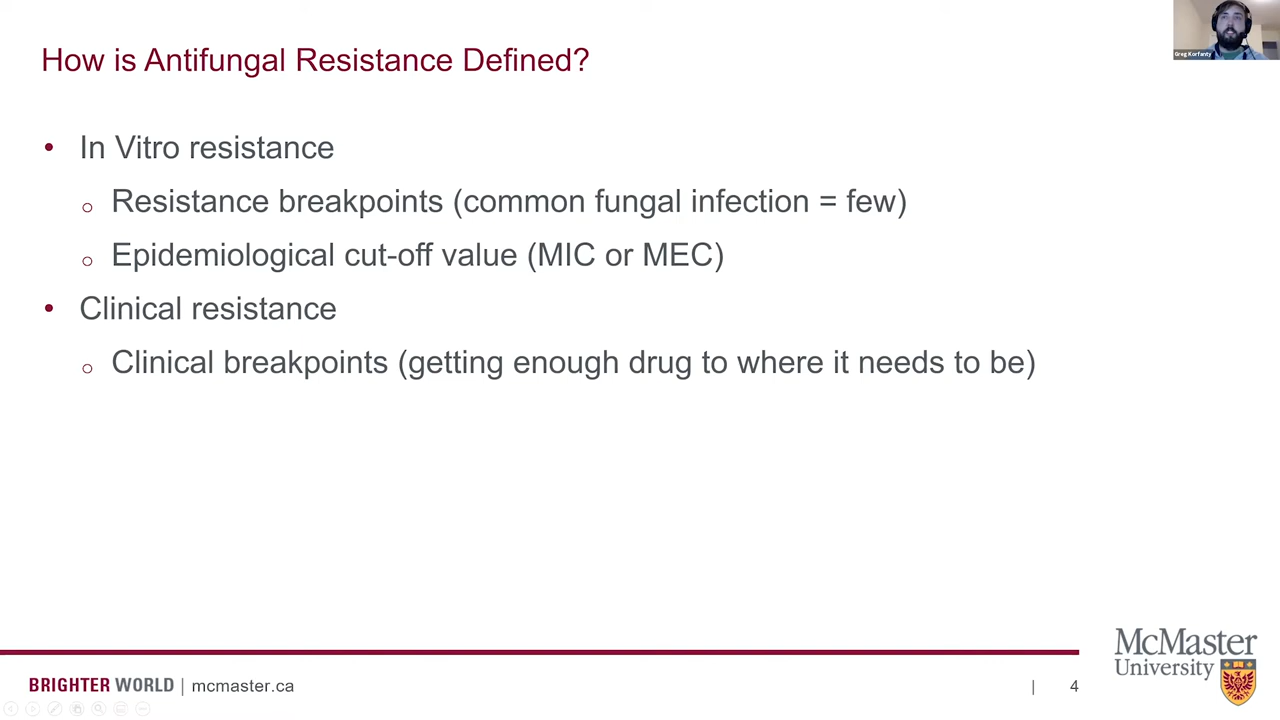 How is Antifungal Resistance Defined?
Greg Korfanty
• In Vitro resistance
o Resistance breakpoints (common fungal infection = few)
o Epidemiological cut-off value (MIC or MEC)
• Clinical resistance
o Clinical breakpoints (getting enough drug to where it needs to be)
BRIGHTER WORLD | mcmaster.ca
| 4
McMaster
University